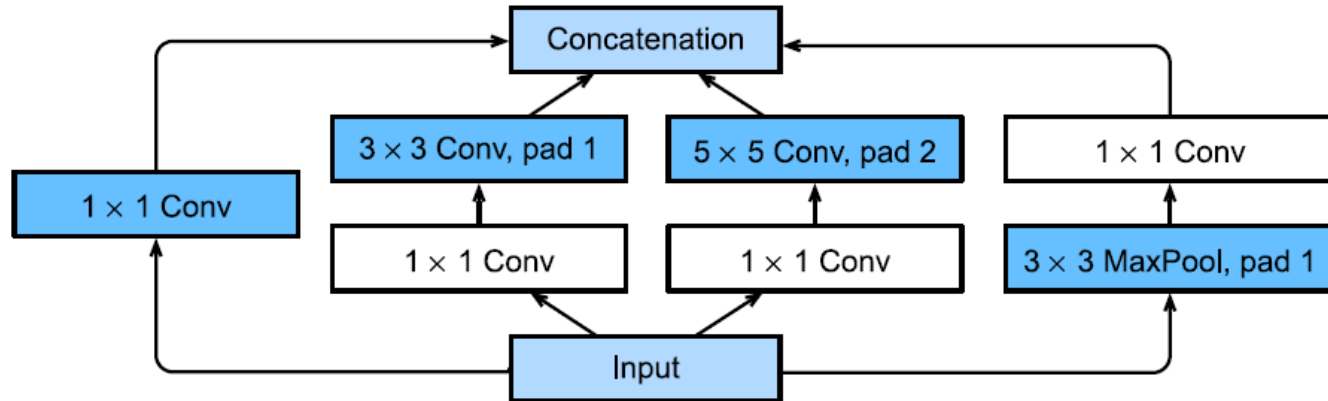 Concatenation
3 × 3 Conv, pad 1
5 × 5 Conv, pad 2
1 × 1 Conv
1 × 1 Conv
1 × 1 Conv
1 × 1 Conv
3 × 3 MaxPool, pad 1
Input